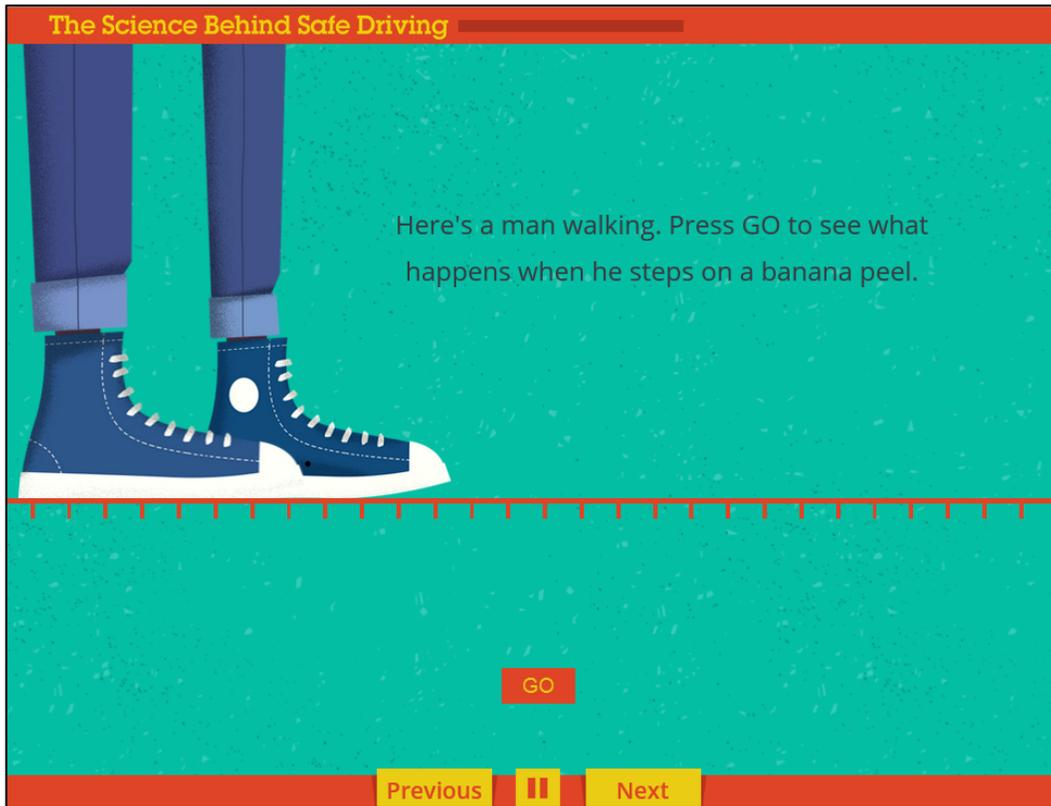 The Science Behind Safe Driving
Here's a man walking. Press GO to see what
happens when he steps on a banana peel.
GO
Previous
Next